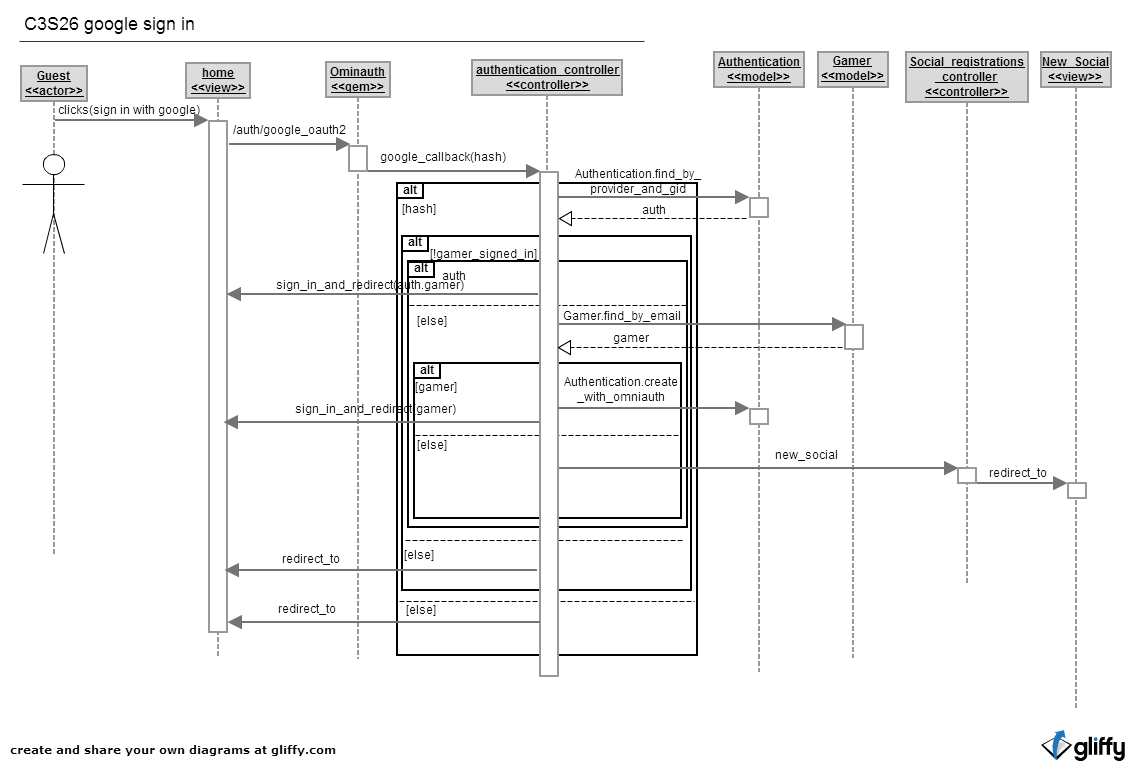 C3S26 google sign in
Guest
<<actor>>
home
<<view>>
Ominauth
<<gem>>
authentication_controller
<<controller>>
Authentication
<<model>>
Gamer
<<model>>
Social_registrations
_controller
<<controller>>
New_Social
<<view>>
clicks(sign in with google)
/auth/google_oauth2
google_callback(hash)
Authentication.find_by_
provider_and_gid
alt
[hash]
auth
alt
[!gamer_signed_in]
alt
auth
sign_in_and_redirect(auth.gamer)
[else]
Gamer.find_by_email
gamer
alt
[gamer]
Authentication.create
_with_omniauth
sign_in_and_redirect(gamer)
[else]
new_social
redirect_to
[else]
redirect_to
[else]
redirect_to
create and share your own diagrams at gliffy.com
gliffy